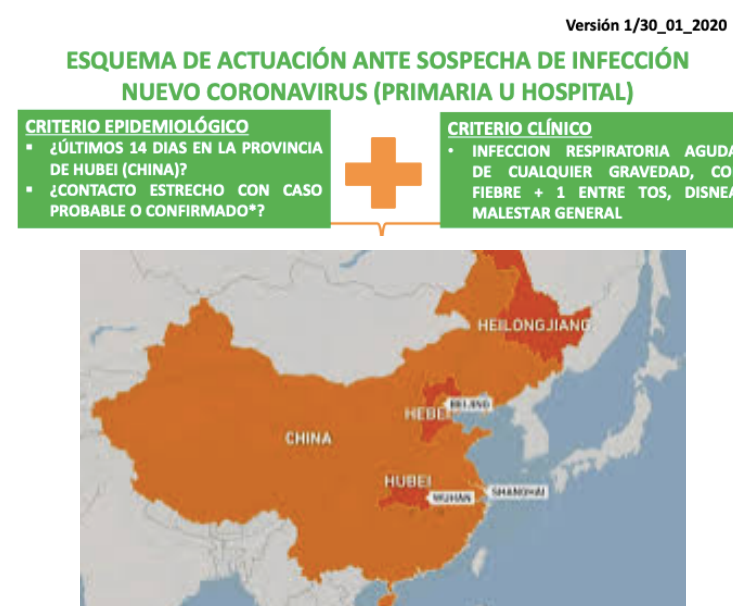 Versión 1/30_01_2020
ESQUEMA DE ACTUACIÓN ANTE SOSPECHA DE INFECCIÓN
NUEVO CORONAVIRUS (PRIMARIA U HOSPITAL)
CRITERIO EPIDEMIOLÓGICO
▪ ¿ÚLTIMOS 14 DIAS EN LA PROVINCIA
DE HUBEI (CHINA)?
▪ ¿CONTACTO ESTRECHO CON CASO
PROBABLE O CONFIRMADO*?
CRITERIO CLÍNICO
• INFECCION RESPIRATORIA AGUDA
DE CUALQUIER GRAVEDAD, CO
FIEBRE + 1 ENTRE TOS, DISNEA
MALESTAR GENERAL
HEILONGJIANG
BEIJING
HEBEI
CHINA
HUBEI
WUHAN
SHANGHAI